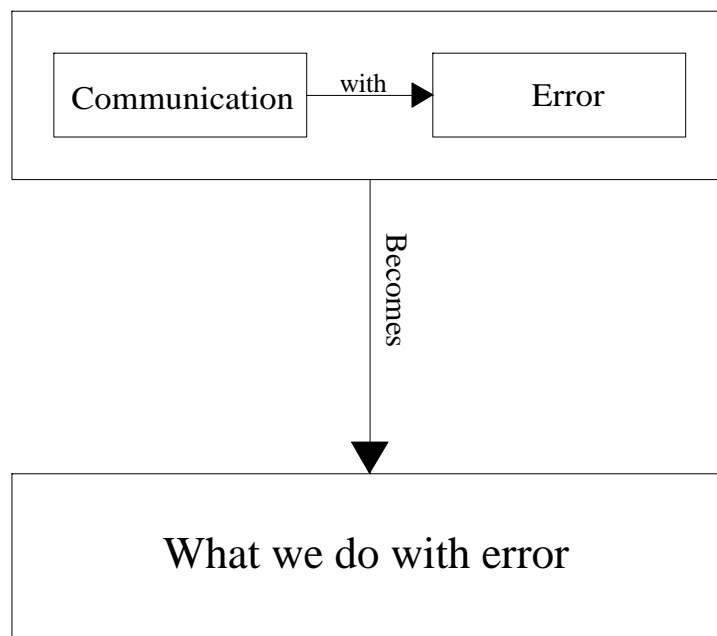 Communication
with
Error
Becomes
What we do with error